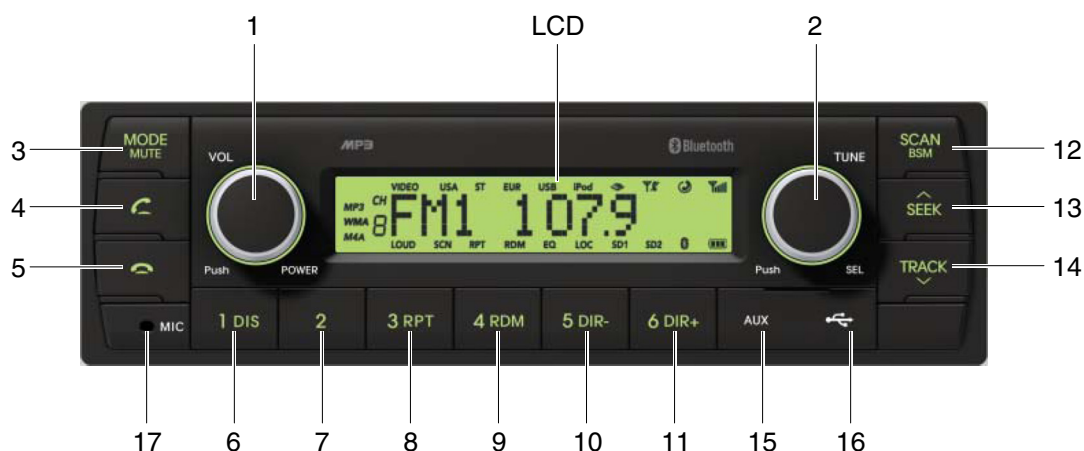 1 LCD 2
3 MODE MUTE VOL MP3 Bluetooth TUNE SCAN BSM 12
VIDEO USA ST EUR USB iPod
4 MP3 CH SEEK 13
WMA 8 FM1 107.9
M4A
LOUD SCN RPT RDM EQ LOC SD1 SD2
5 Push POWER Push SEL TRACK 14
MIC 1 DIS 2 3 RPT 4 RDM 5 DIR- 6 DIR+ AUX
17 6 7 8 9 10 11 15 16